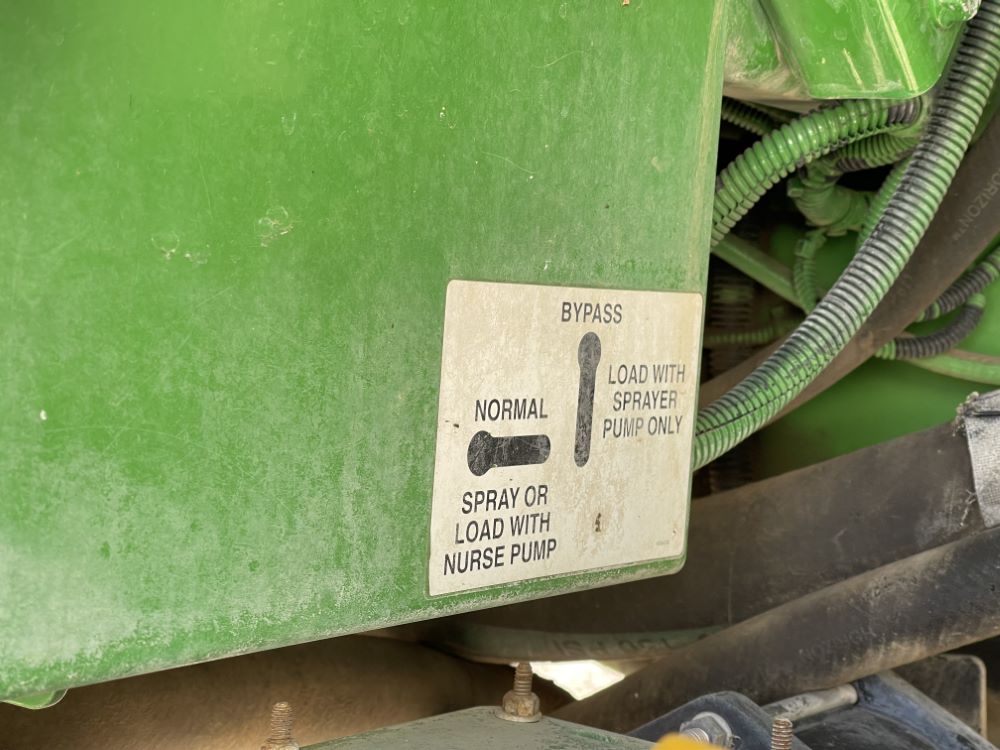 BYPASS
LOAD WITH
SPRAYER
PUMP ONLY
NORMAL
SPRAY OR
LOAD WITH
NURSE PUMP